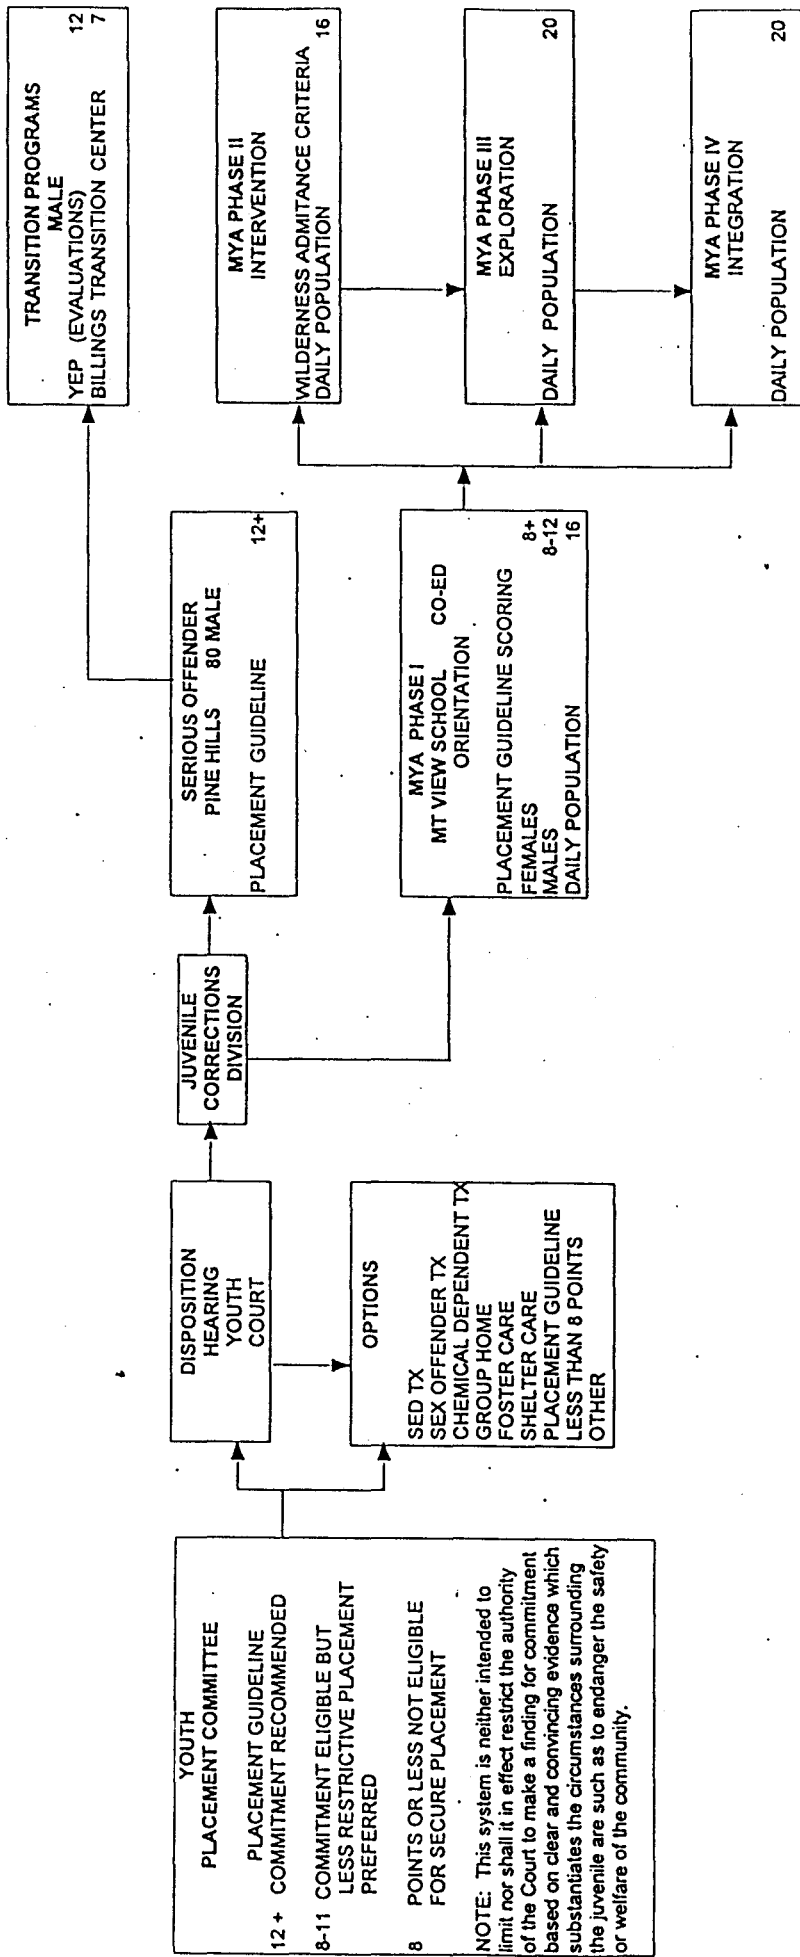 YOUTH
PLACEMENT COMMITTEE
PLACEMENT GUIDELINE
12 + COMMITMENT RECOMMENDED
8-11 COMMITMENT ELIGIBLE BUT
LESS RESTRICTIVE PLACEMENT
PREFERRED
8 POINTS OR LESS NOT ELIGIBLE
FOR SECURE PLACEMENT
NOTE: This system is neither intended to
limit nor shall it in effect restrict the authority
of the Court to make a finding for commitment
based on clear and convincing evidence which
substantiates the circumstances surrounding
the juvenile are such as to endanger the safety
or welfare of the community.
DISPOSITION
HEARING
YOUTH
COURT
OPTIONS
SED TX
SEX OFFENDER TX
CHEMICAL DEPENDENT TX
GROUP HOME
FOSTER CARE
SHELTER CARE
PLACEMENT GUIDELINE
LESS THAN 8 POINTS
OTHER
JUVENILE
CORRECTIONS
DIVISION
SERIOUS OFFENDER
PINE HILLS 80 MALE
PLACEMENT GUIDELINE 12+
MYA PHASE I
MT VIEW SCHOOL CO-ED
ORIENTATION
PLACEMENT GUIDELINE SCORING
FEMALES 8+
MALES 8-12
DAILY POPULATION 16
TRANSITION PROGRAMS
MALE
YEP (EVALUATIONS) 12
BILLINGS TRANSITION CENTER 7
MYA PHASE II
INTERVENTION
WILDERNESS ADMITANCE CRITERIA
DAILY POPULATION 16
MYA PHASE III
EXPLORATION
DAILY POPULATION 20
MYA PHASE IV
INTEGRATION
DAILY POPULATION 20